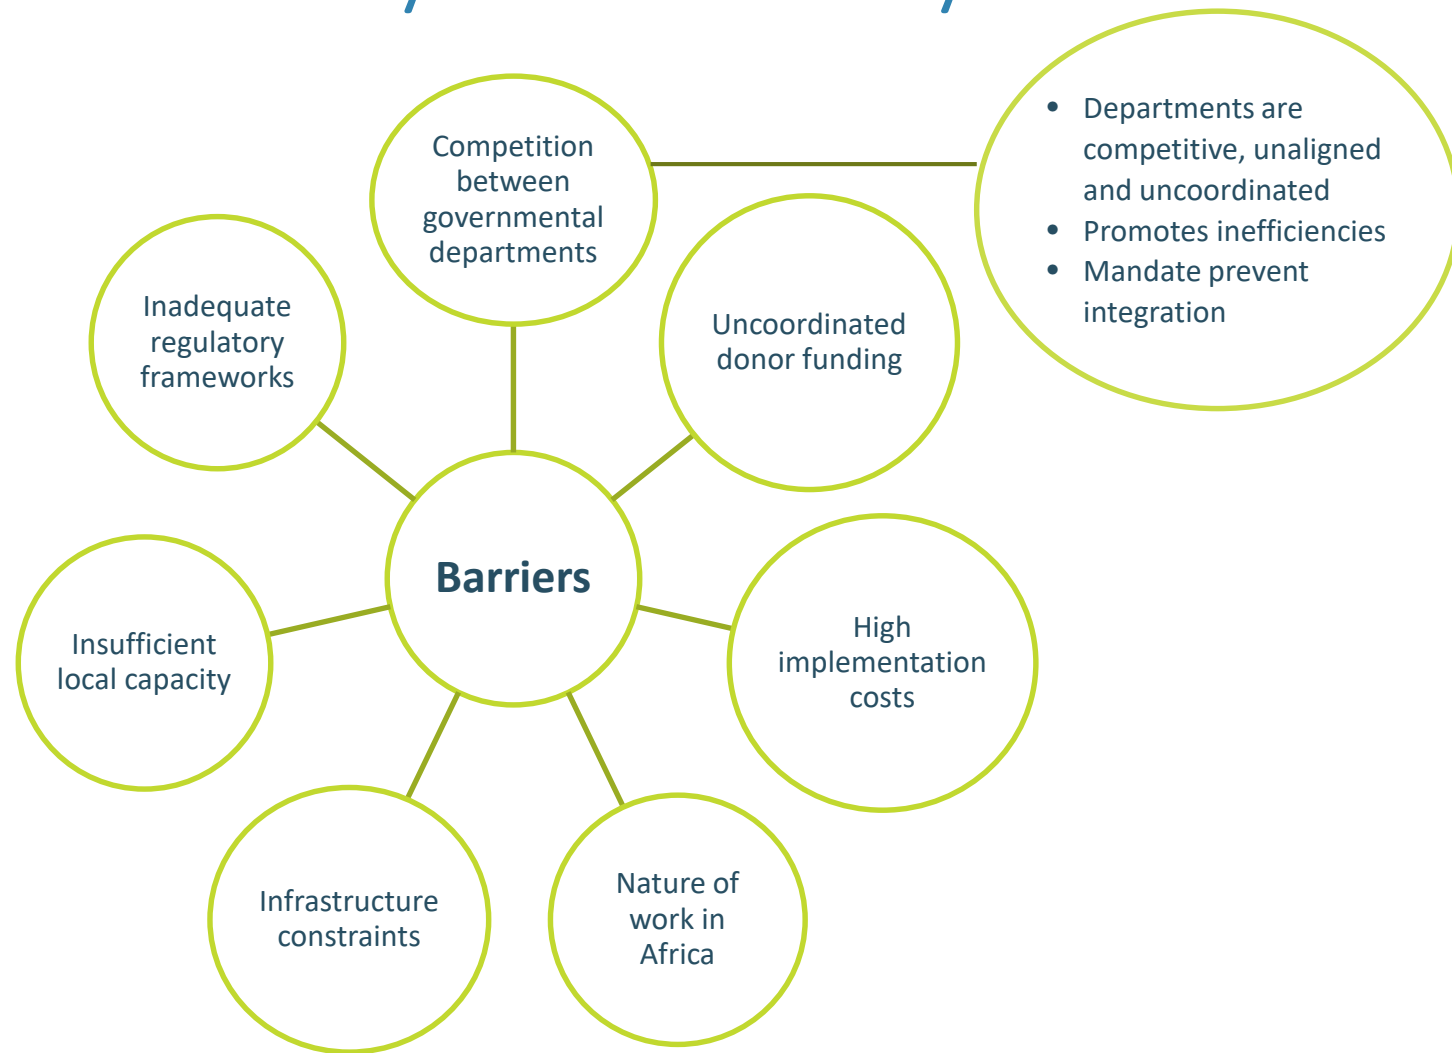 Competition
between
governmental
departments
• Departments are
competitive, unaligned
and uncoordinated
• Promotes inefficiencies
• Mandate prevent
integration
Uncoordinated
donor funding
Inadequate
regulatory
frameworks
Barriers
High
implementation
costs
Insufficient
local capacity
Nature of
work in
Africa
Infrastructure
constraints